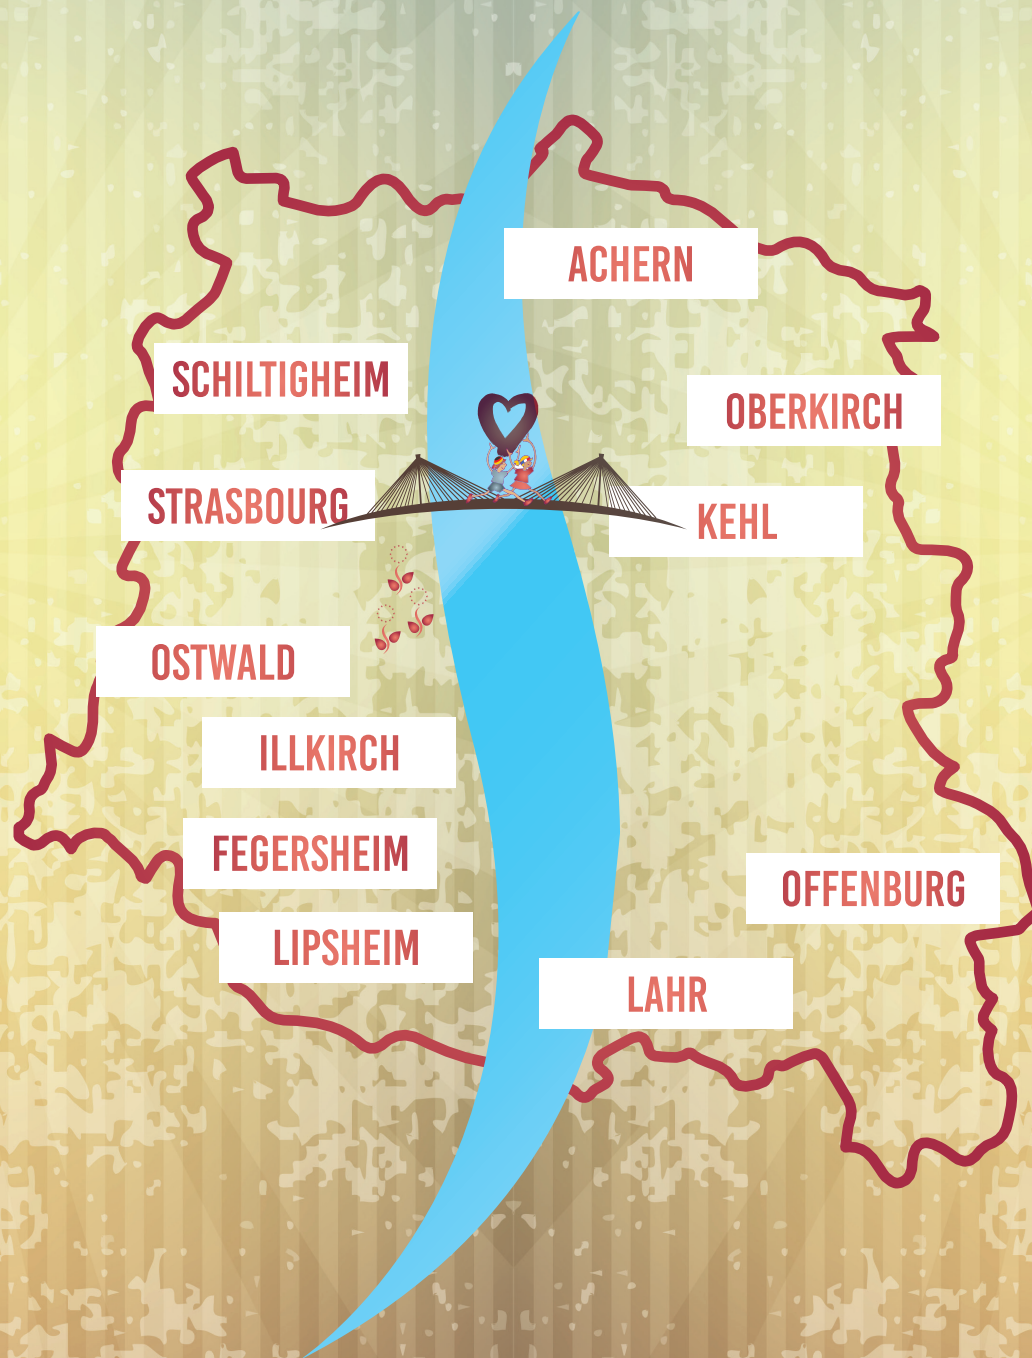 ACHERN
SCHILTIGHEIM
OBERKIRCH
STRASBOURG
KEHL
OSTWALD
ILLKIRCH
FEGERSHEIM
OFFENBURG
LIPSHEIM
LAHR